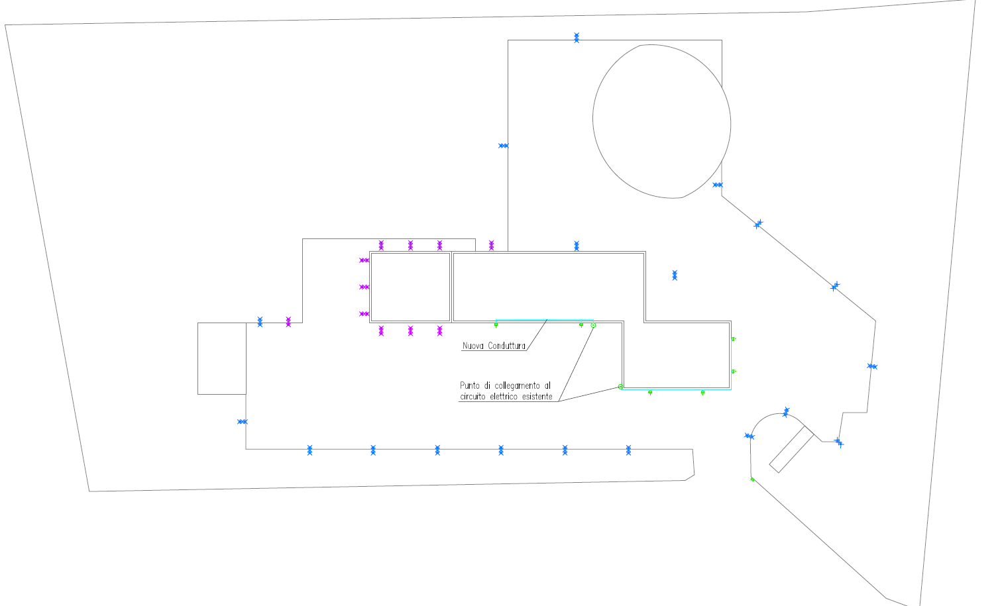 Nuova Conduttura
Punto di collegamento al
circuito elettrico esistente